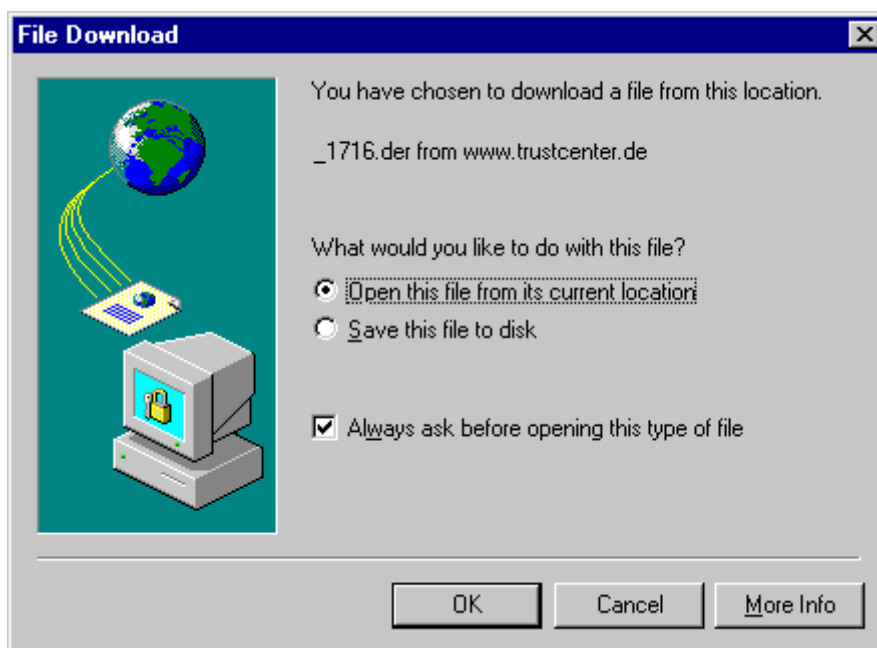 File Download
You have chosen to download a file from this location.
_1716.der from www.trustcenter.de
What would you like to do with this file?
Open this file from its current location
Save this file to disk
Always ask before opening this type of file
OK Cancel More Info